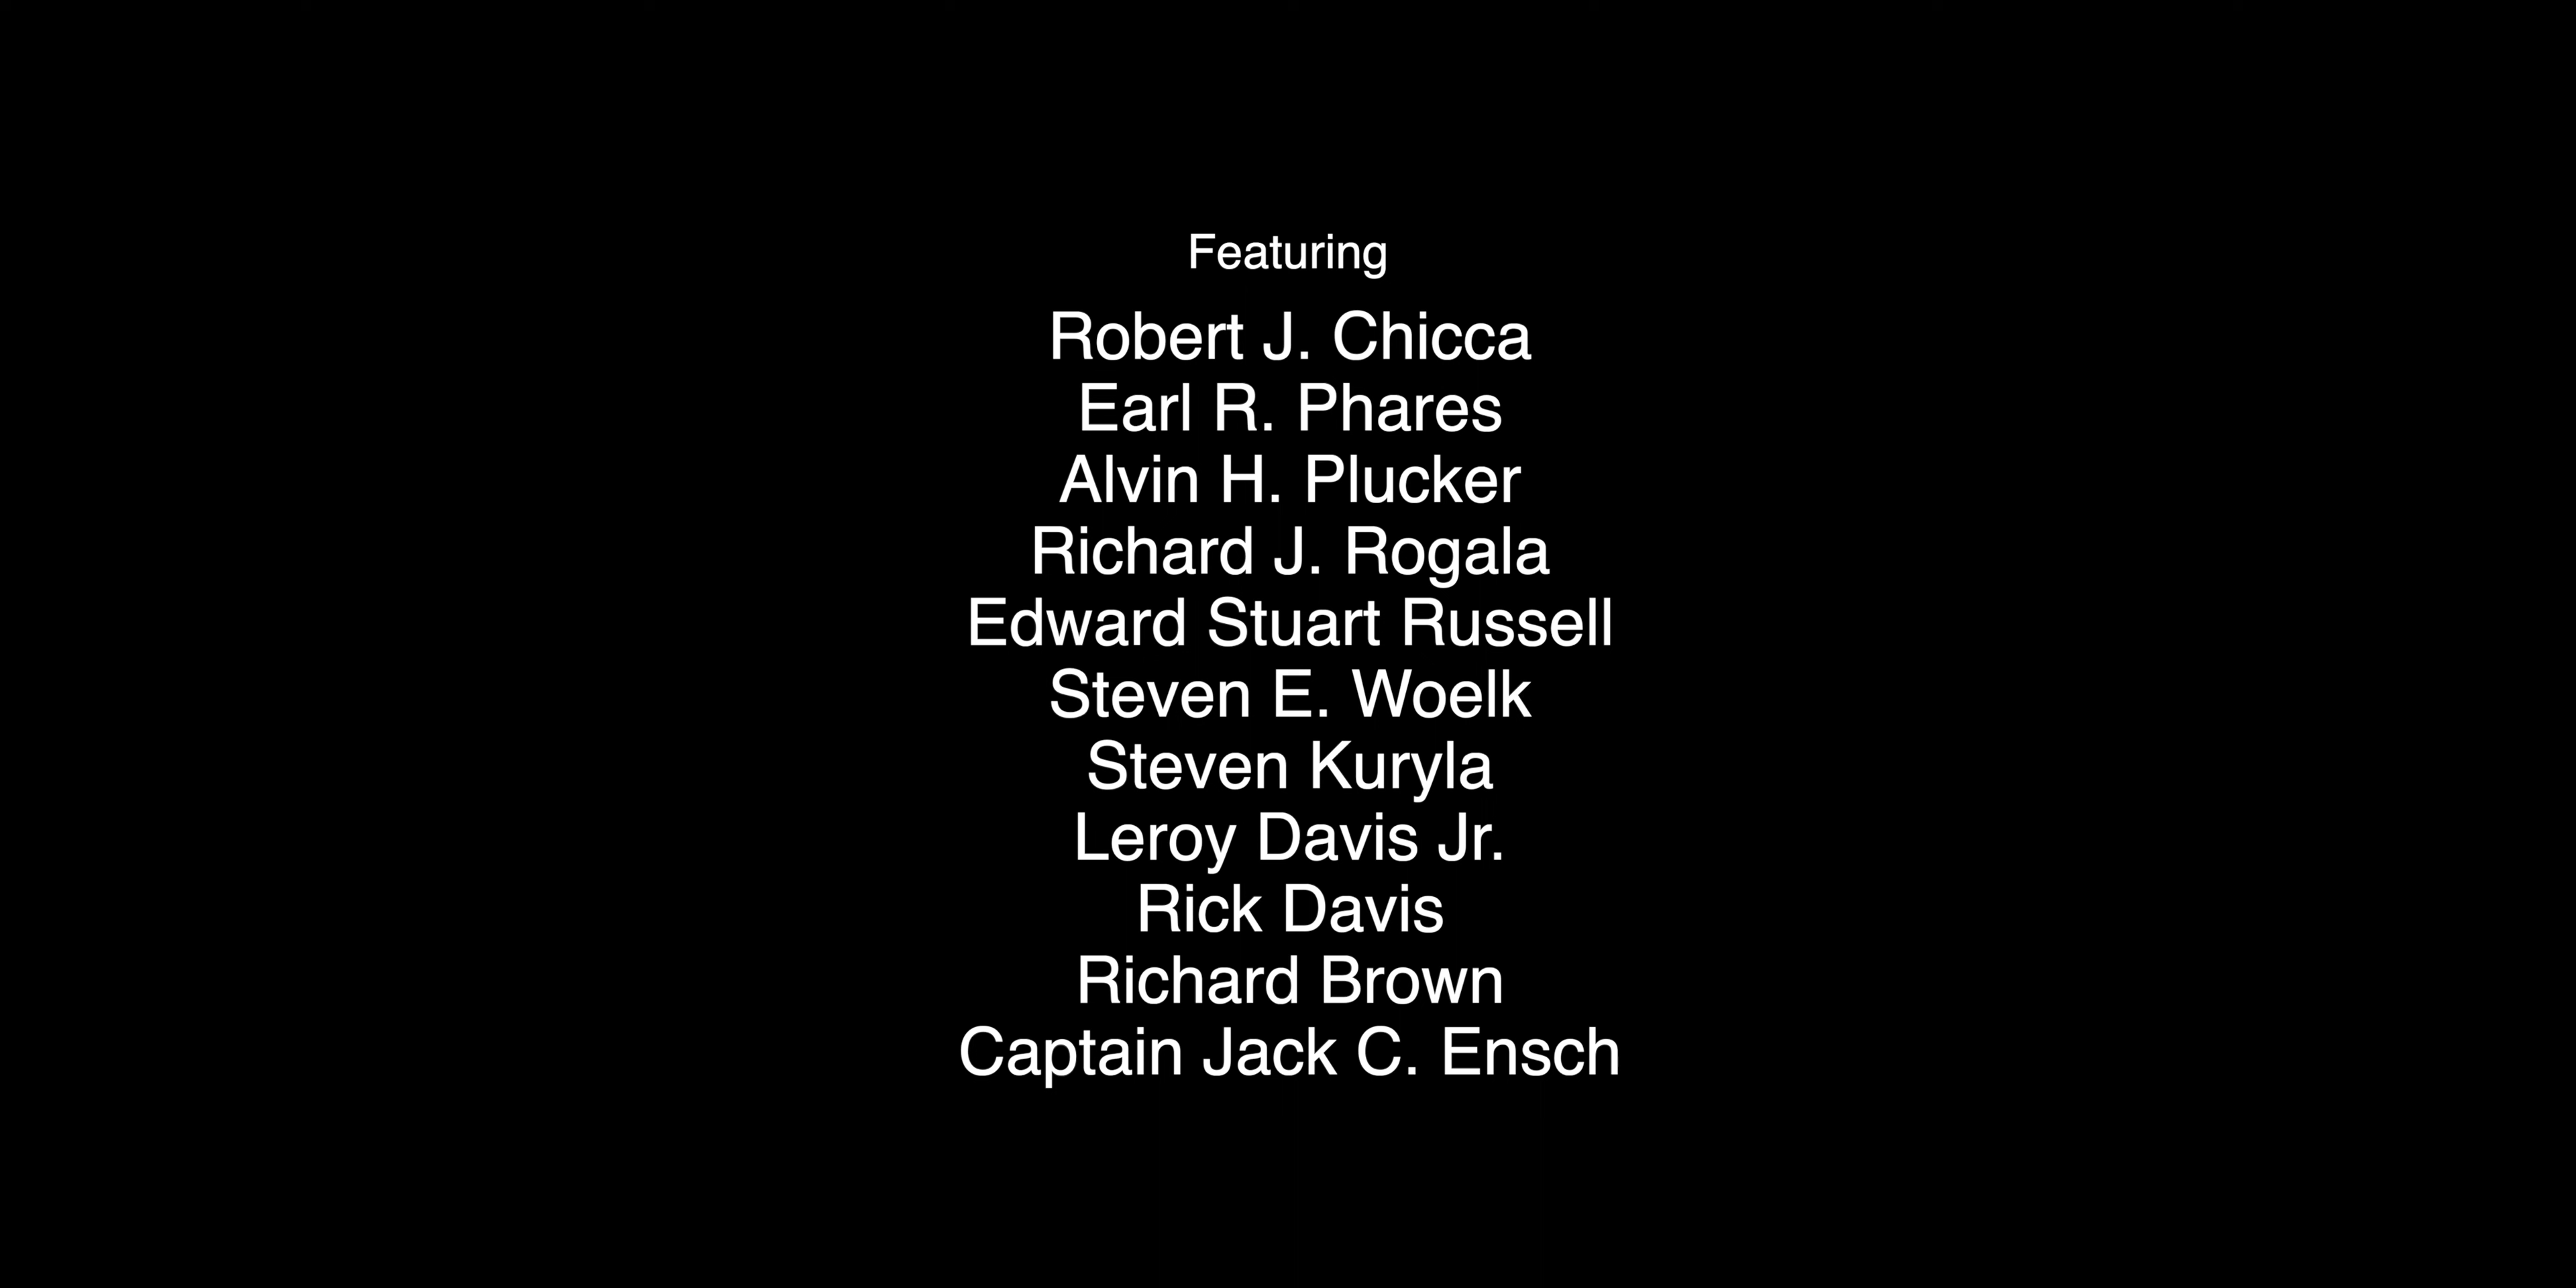 Featuring
Robert J. Chicca
Earl R. Phares
Alvin H. Plucker
Richard J. Rogala
Edward Stuart Russell
Steven E. Woelk
Steven Kuryla
Leroy Davis Jr.
Rick Davis
Richard Brown
Captain Jack C. Ensch